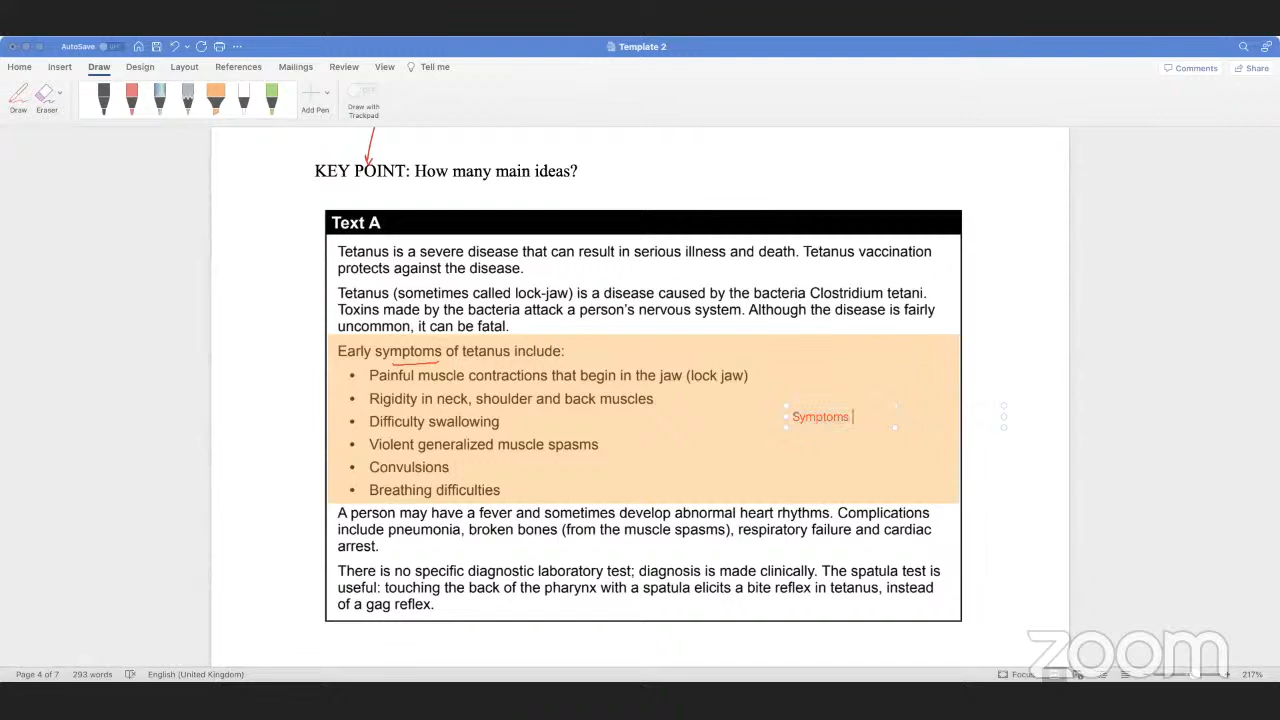 AutoSave OFF
Template 2
Home Insert Draw Design Layout References Mailings Review View Tell me
Comments Share
Draw Eraser
Add Pen
OFF
Draw with
Trackpad
KEY POINT: How many main ideas?
Text A
Tetanus is a severe disease that can result in serious illness and death. Tetanus vaccination
protects against the disease.
Tetanus (sometimes called lock-jaw) is a disease caused by the bacteria Clostridium tetani.
Toxins made by the bacteria attack a person's nervous system. Although the disease is fairly
uncommon, it can be fatal.
Early symptoms of tetanus include:
• Painful muscle contractions that begin in the jaw (lock jaw)
• Rigidity in neck, shoulder and back muscles
Symptoms
• Difficulty swallowing
• Violent generalized muscle spasms
• Convulsions
• Breathing difficulties
A person may have a fever and sometimes develop abnormal heart rhythms. Complications
include pneumonia, broken bones (from the muscle spasms), respiratory failure and cardiac
arrest.
There is no specific diagnostic laboratory test; diagnosis is made clinically. The spatula test is
useful: touching the back of the pharynx with a spatula elicits a bite reflex in tetanus, instead
of a gag reflex.
zoom
Page 4 of 7 293 words English (United Kingdom) Focus 217%